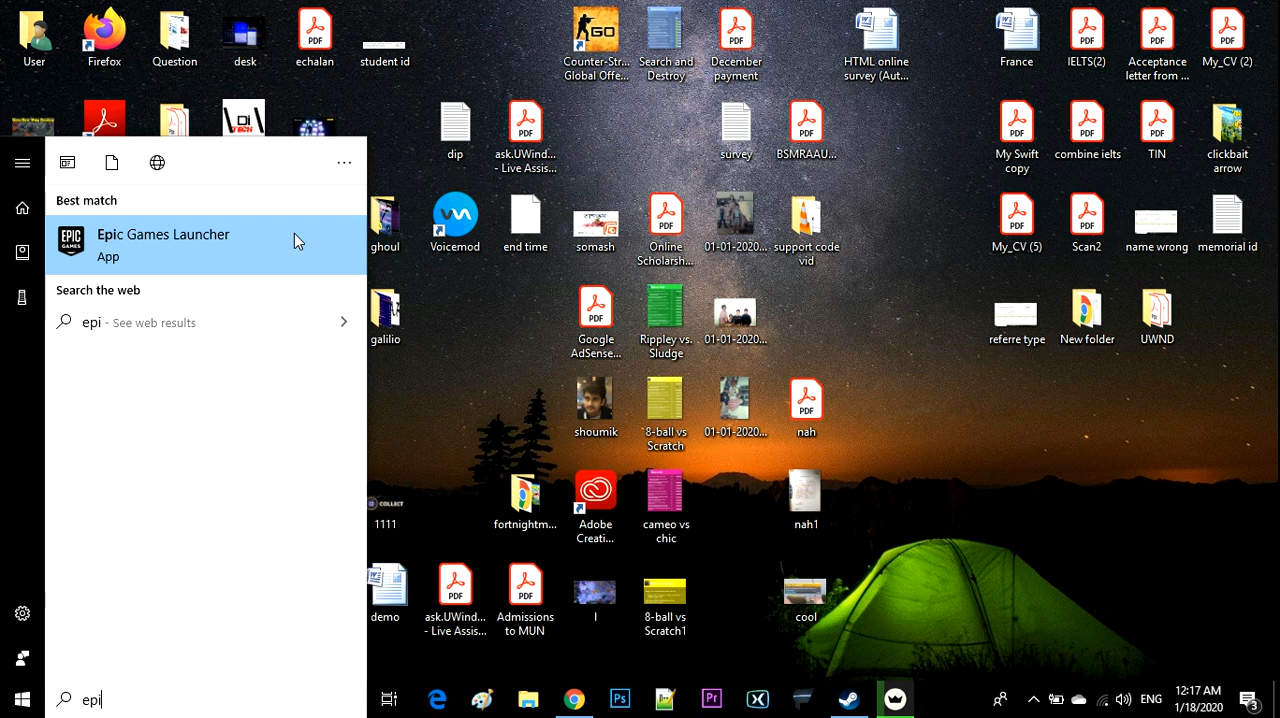 User
Firefox
Question
desk
echalan
student id
Counter-Str...
Global Offe...
Search and
Destroy
December
payment
HTML online
survey (Aut...
France
IELTS(2)
Acceptance
letter from ...
My_CV (2)
dip
ask.UWind...
- Live Assis...
survey
BSMRAAU...
My Swift
copy
combine ielts
TIN
clickbait
arrow
Best match
Epic Games Launcher
App
Search the web
epi - See web results
ghoul
Voicemod
end time
somash
Online
Scholarsh...
01-01-2020...
support code
vid
My_CV (5)
Scan2
name wrong
memorial id
galilio
Google
AdSense...
Rippley vs.
Sludge
01-01-2020...
referre type
New folder
UWND
shoumik
8-ball vs
Scratch
01-01-2020...
nah
COLLECT
1111
fortnightm...
Adobe
Creati...
cameo vs
chic
nah1
demo
ask.UWind...
- Live Assis...
Admissions
to MUN
I
8-ball vs
Scratch1
cool
epi
ENG
12:17 AM
1/18/2020
3